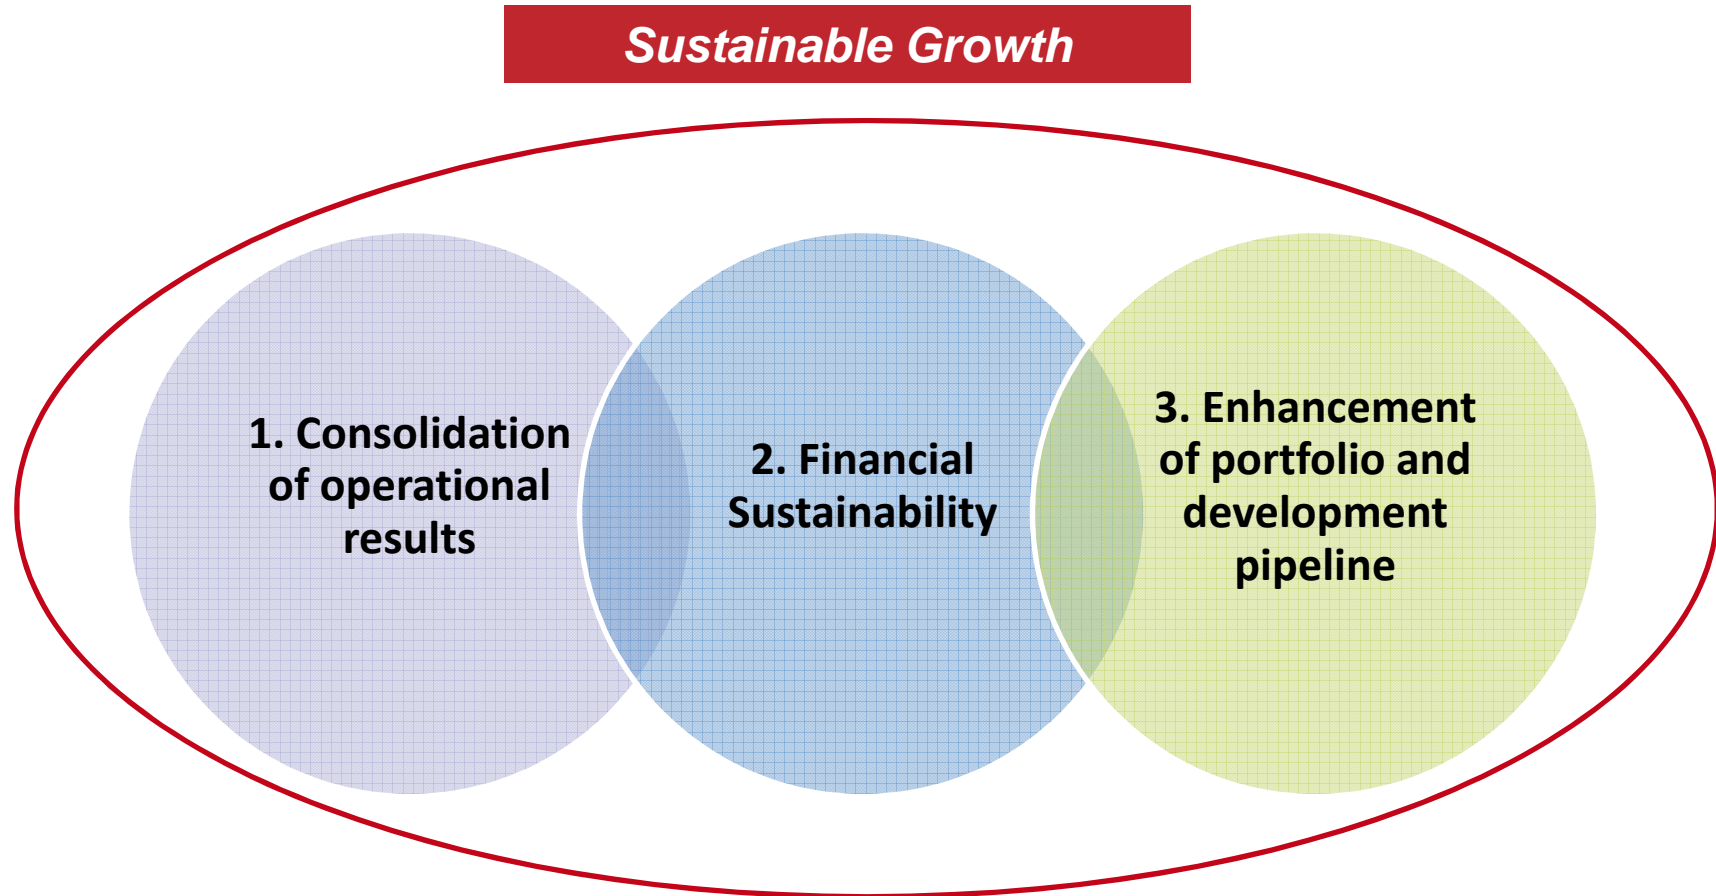 Sustainable Growth
1. Consolidation
of operational
results
2. Financial
Sustainability
3. Enhancement
of portfolio and
development
pipeline